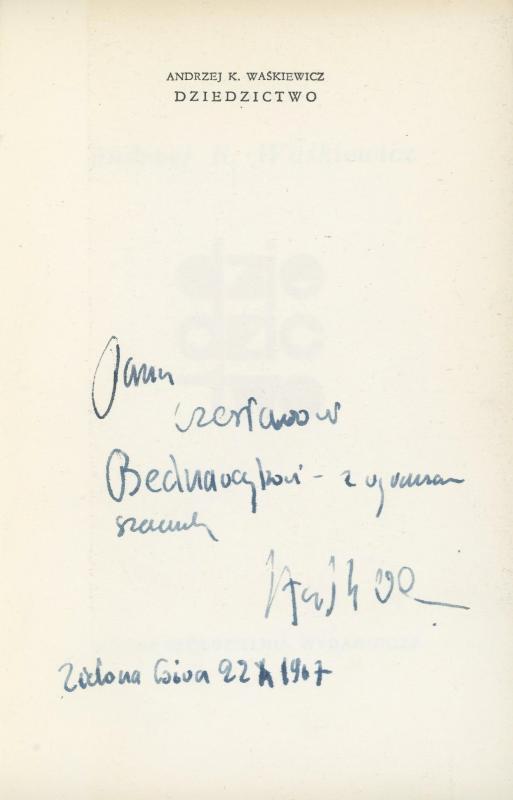 ANDRZEJ K. WAŚKIEWICZ
DZIEDZICTWO
Panu
Czesławowi
Bednarczykowi – z wyrazami
szacunku
Zielona Góra 22 X 1967